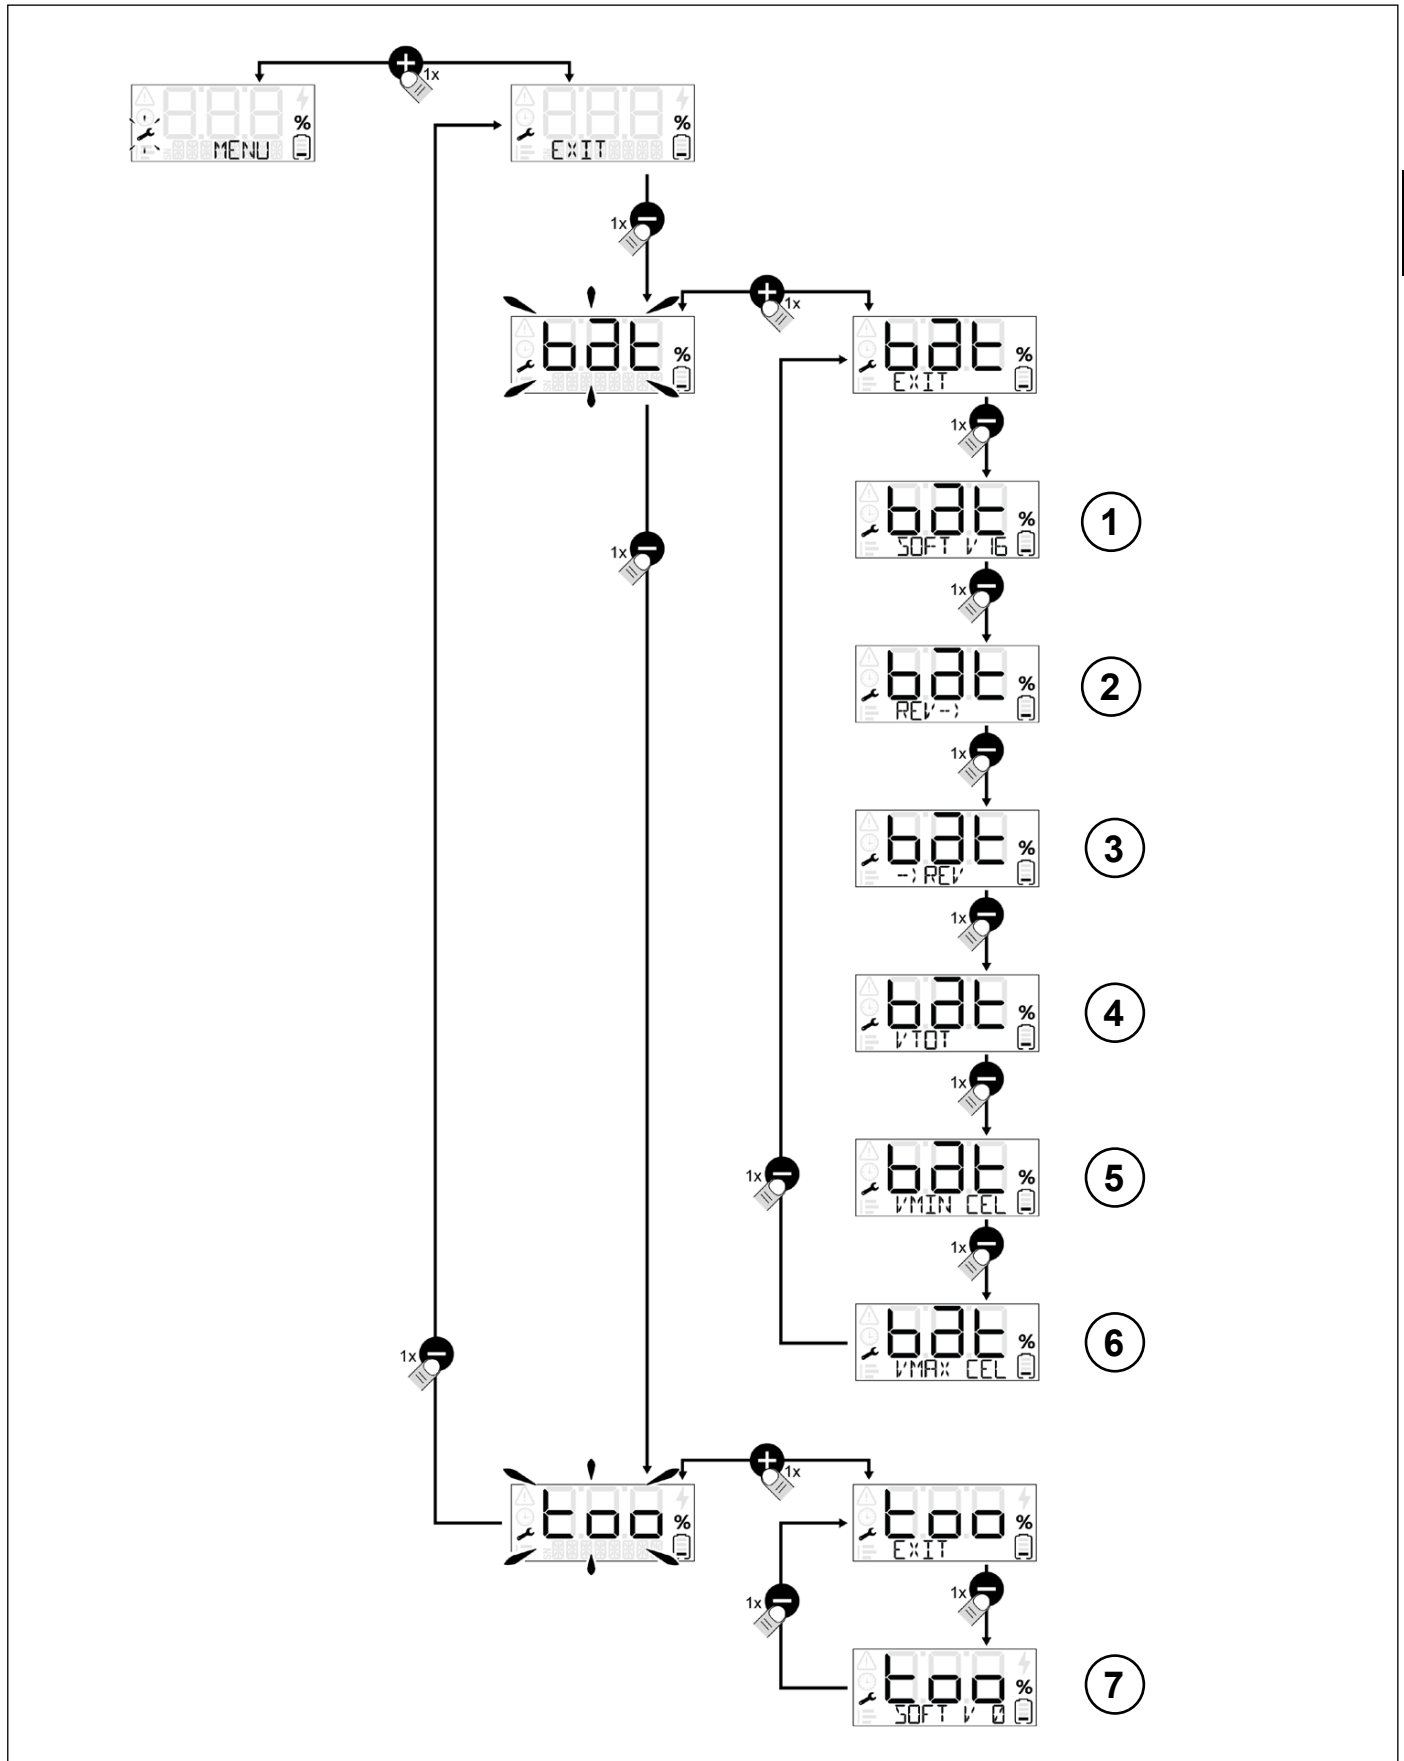 1x
%
MENU
%
EXIT
1x
1x
bat
%
bat
%
EXIT
1x
bat
%
SOFT V 16
1
1x
1x
bat
%
REV-->
2
1x
bat
%
-->REV
3
1x
bat
%
VTOT
4
1x
bat
%
VMIN CEL
5
1x
1x
bat
%
VMAX CEL
6
1x
1x
too
%
too
%
EXIT
1x
1x
too
%
SOFT V 0
7